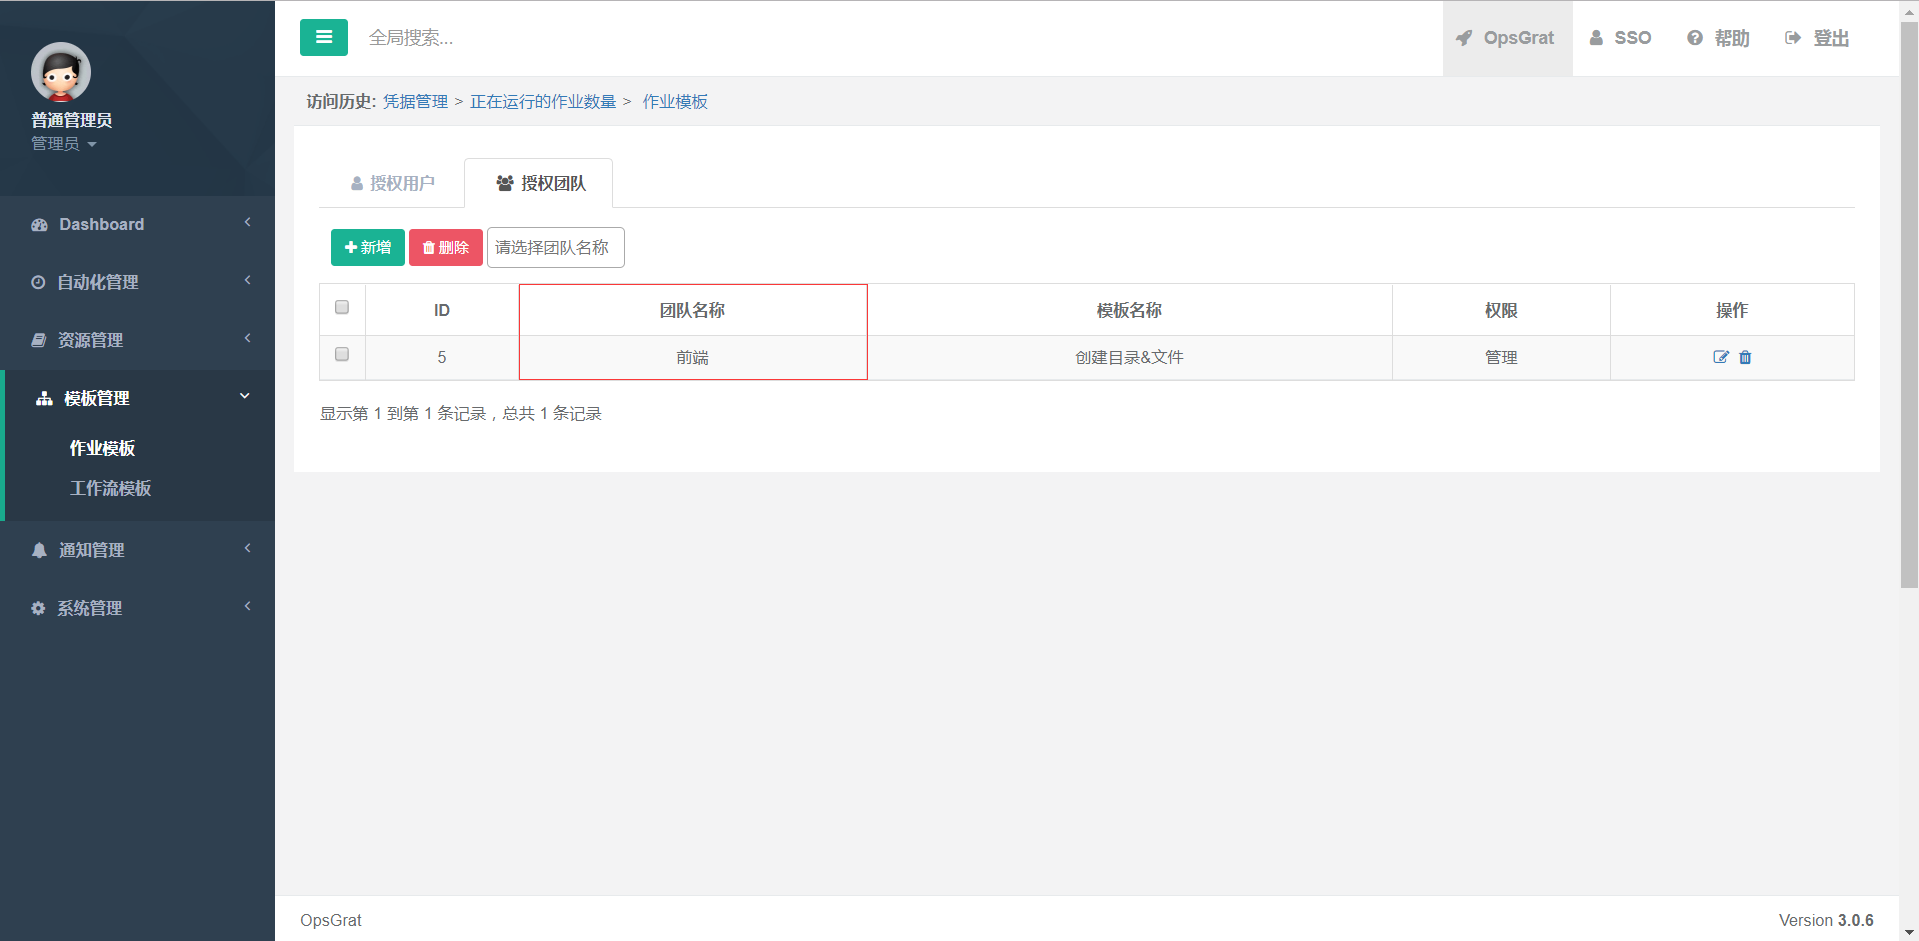 全局搜索...
OpsGrat
SSO
帮助
登出
普通管理员
管理员
Dashboard
自动化管理
资源管理
模板管理
作业模板
工作流模板
通知管理
系统管理
访问历史: 凭据管理 > 正在运行的作业数量 > 作业模板
授权用户 授权团队
新增 删除 请选择团队名称
ID 团队名称 模板名称 权限 操作
5 前端 创建目录&文件 管理
显示第 1 到第 1 条记录，总共 1 条记录
OpsGrat
Version 3.0.6